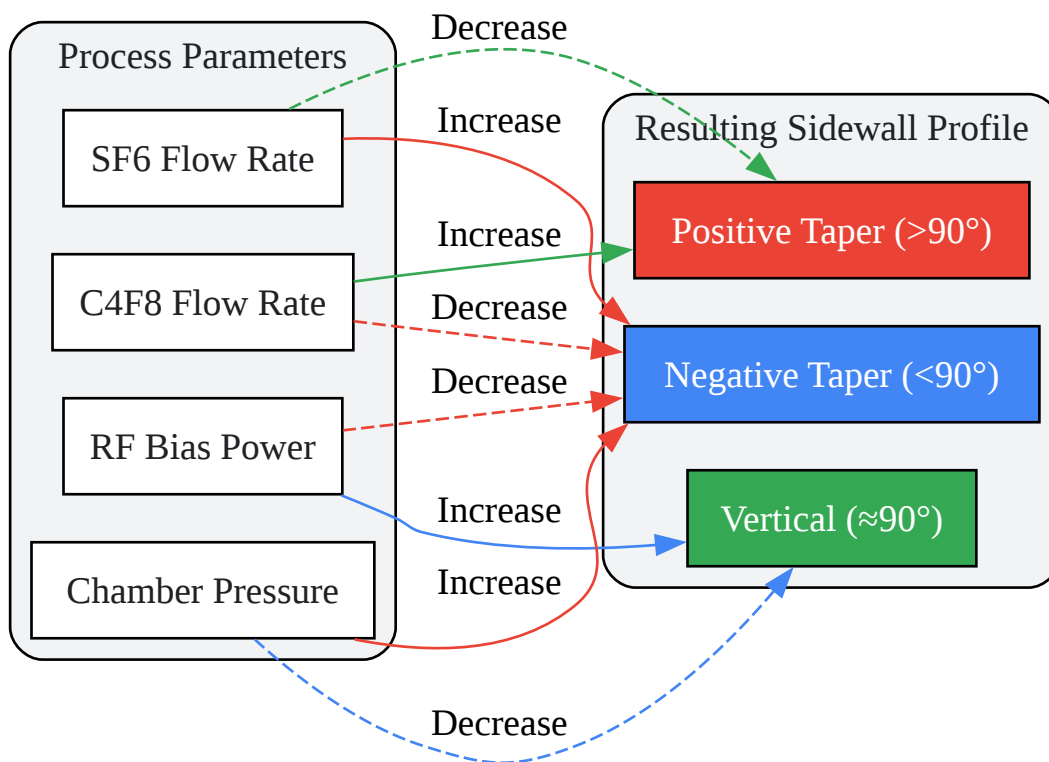 Process Parameters
SF6 Flow Rate
C4F8 Flow Rate
RF Bias Power
Chamber Pressure
Decrease
Increase
Increase
Decrease
Decrease
Increase
Increase
Decrease
Resulting Sidewall Profile
Positive Taper (>90°)
Negative Taper (<90°)
Vertical (≈90°)